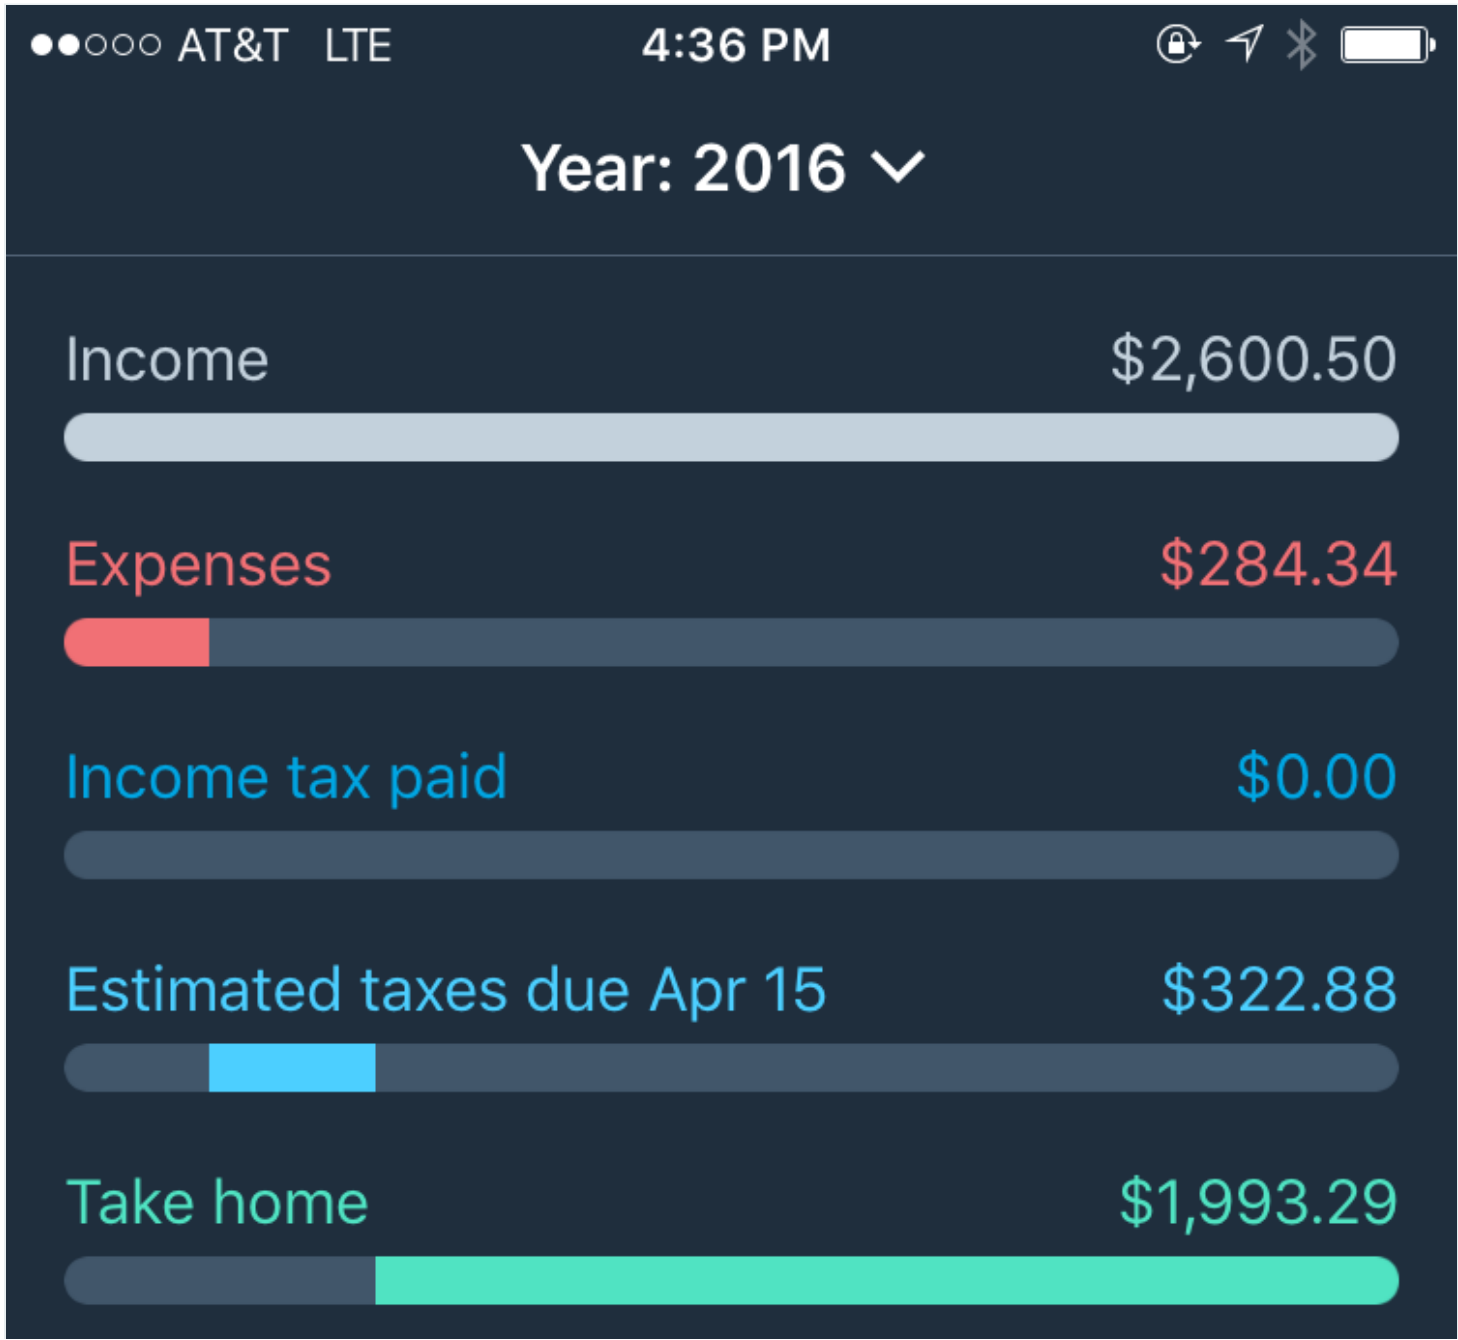 AT&T LTE 4:36 PM
Year: 2016
Income $2,600.50
Expenses $284.34
Income tax paid $0.00
Estimated taxes due Apr 15 $322.88
Take home $1,993.29